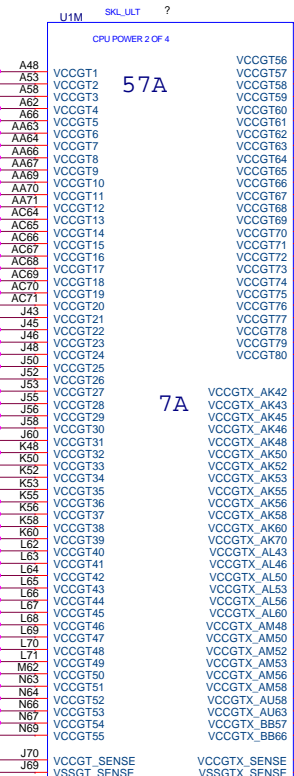 U1M
SKL_ULT
?
CPU POWER 2 OF 4
57A
7A
A48 VCCGT1
A53 VCCGT2
A58 VCCGT3
A62 VCCGT4
A66 VCCGT5
AA63 VCCGT6
AA64 VCCGT7
AA66 VCCGT8
AA67 VCCGT9
AA69 VCCGT10
AA70 VCCGT11
AA71 VCCGT12
AC64 VCCGT13
AC65 VCCGT14
AC66 VCCGT15
AC67 VCCGT16
AC68 VCCGT17
AC69 VCCGT18
AC70 VCCGT19
AC71 VCCGT20
J43 VCCGT21
J45 VCCGT22
J46 VCCGT23
J48 VCCGT24
J50 VCCGT25
J52 VCCGT26
J53 VCCGT27
J55 VCCGT28
J56 VCCGT29
J58 VCCGT30
J60 VCCGT31
K48 VCCGT32
K50 VCCGT33
K52 VCCGT34
K53 VCCGT35
K55 VCCGT36
K56 VCCGT37
K58 VCCGT38
K60 VCCGT39
L62 VCCGT40
L63 VCCGT41
L64 VCCGT42
L65 VCCGT43
L66 VCCGT44
L67 VCCGT45
L68 VCCGT46
L69 VCCGT47
L70 VCCGT48
L71 VCCGT49
M62 VCCGT50
N63 VCCGT51
N64 VCCGT52
N66 VCCGT53
N67 VCCGT54
N69 VCCGT55
J70 VCCGT_SENSE
J69 VSSGT_SENSE
VCCGT56
VCCGT57
VCCGT58
VCCGT59
VCCGT60
VCCGT61
VCCGT62
VCCGT63
VCCGT64
VCCGT65
VCCGT66
VCCGT67
VCCGT68
VCCGT69
VCCGT70
VCCGT71
VCCGT72
VCCGT73
VCCGT74
VCCGT75
VCCGT76
VCCGT77
VCCGT78
VCCGT79
VCCGT80
VCCGTX_AK42
VCCGTX_AK43
VCCGTX_AK45
VCCGTX_AK46
VCCGTX_AK48
VCCGTX_AK50
VCCGTX_AK52
VCCGTX_AK53
VCCGTX_AK55
VCCGTX_AK56
VCCGTX_AK58
VCCGTX_AK60
VCCGTX_AK70
VCCGTX_AL43
VCCGTX_AL46
VCCGTX_AL50
VCCGTX_AL53
VCCGTX_AL56
VCCGTX_AL60
VCCGTX_AM48
VCCGTX_AM50
VCCGTX_AM52
VCCGTX_AM53
VCCGTX_AM56
VCCGTX_AM58
VCCGTX_AU58
VCCGTX_AU63
VCCGTX_BB57
VCCGTX_BB66
VCCGTX_SENSE
VSSGTX_SENSE